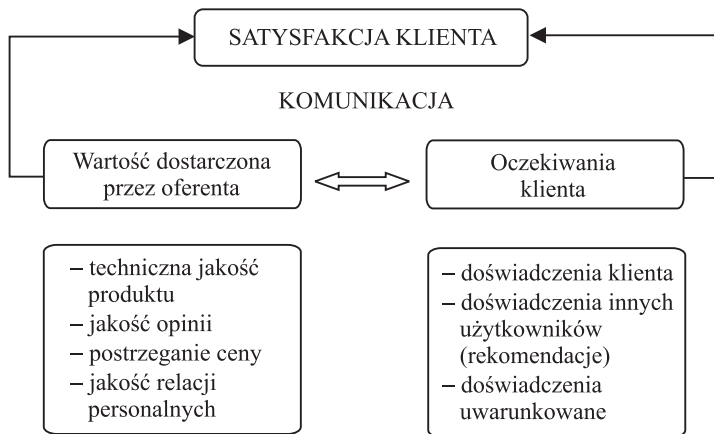 SATYSFAKCJA KLIENTA
KOMUNIKACJA
Wartość dostarczona
przez oferenta
Oczekiwania
klienta
– techniczna jakość
produktu
– jakość opinii
– postrzeganie ceny
– jakość relacji
personalnych
– doświadczenia klienta
– doświadczenia innych
użytkowników
(rekomendacje)
– doświadczenia
uwarunkowane